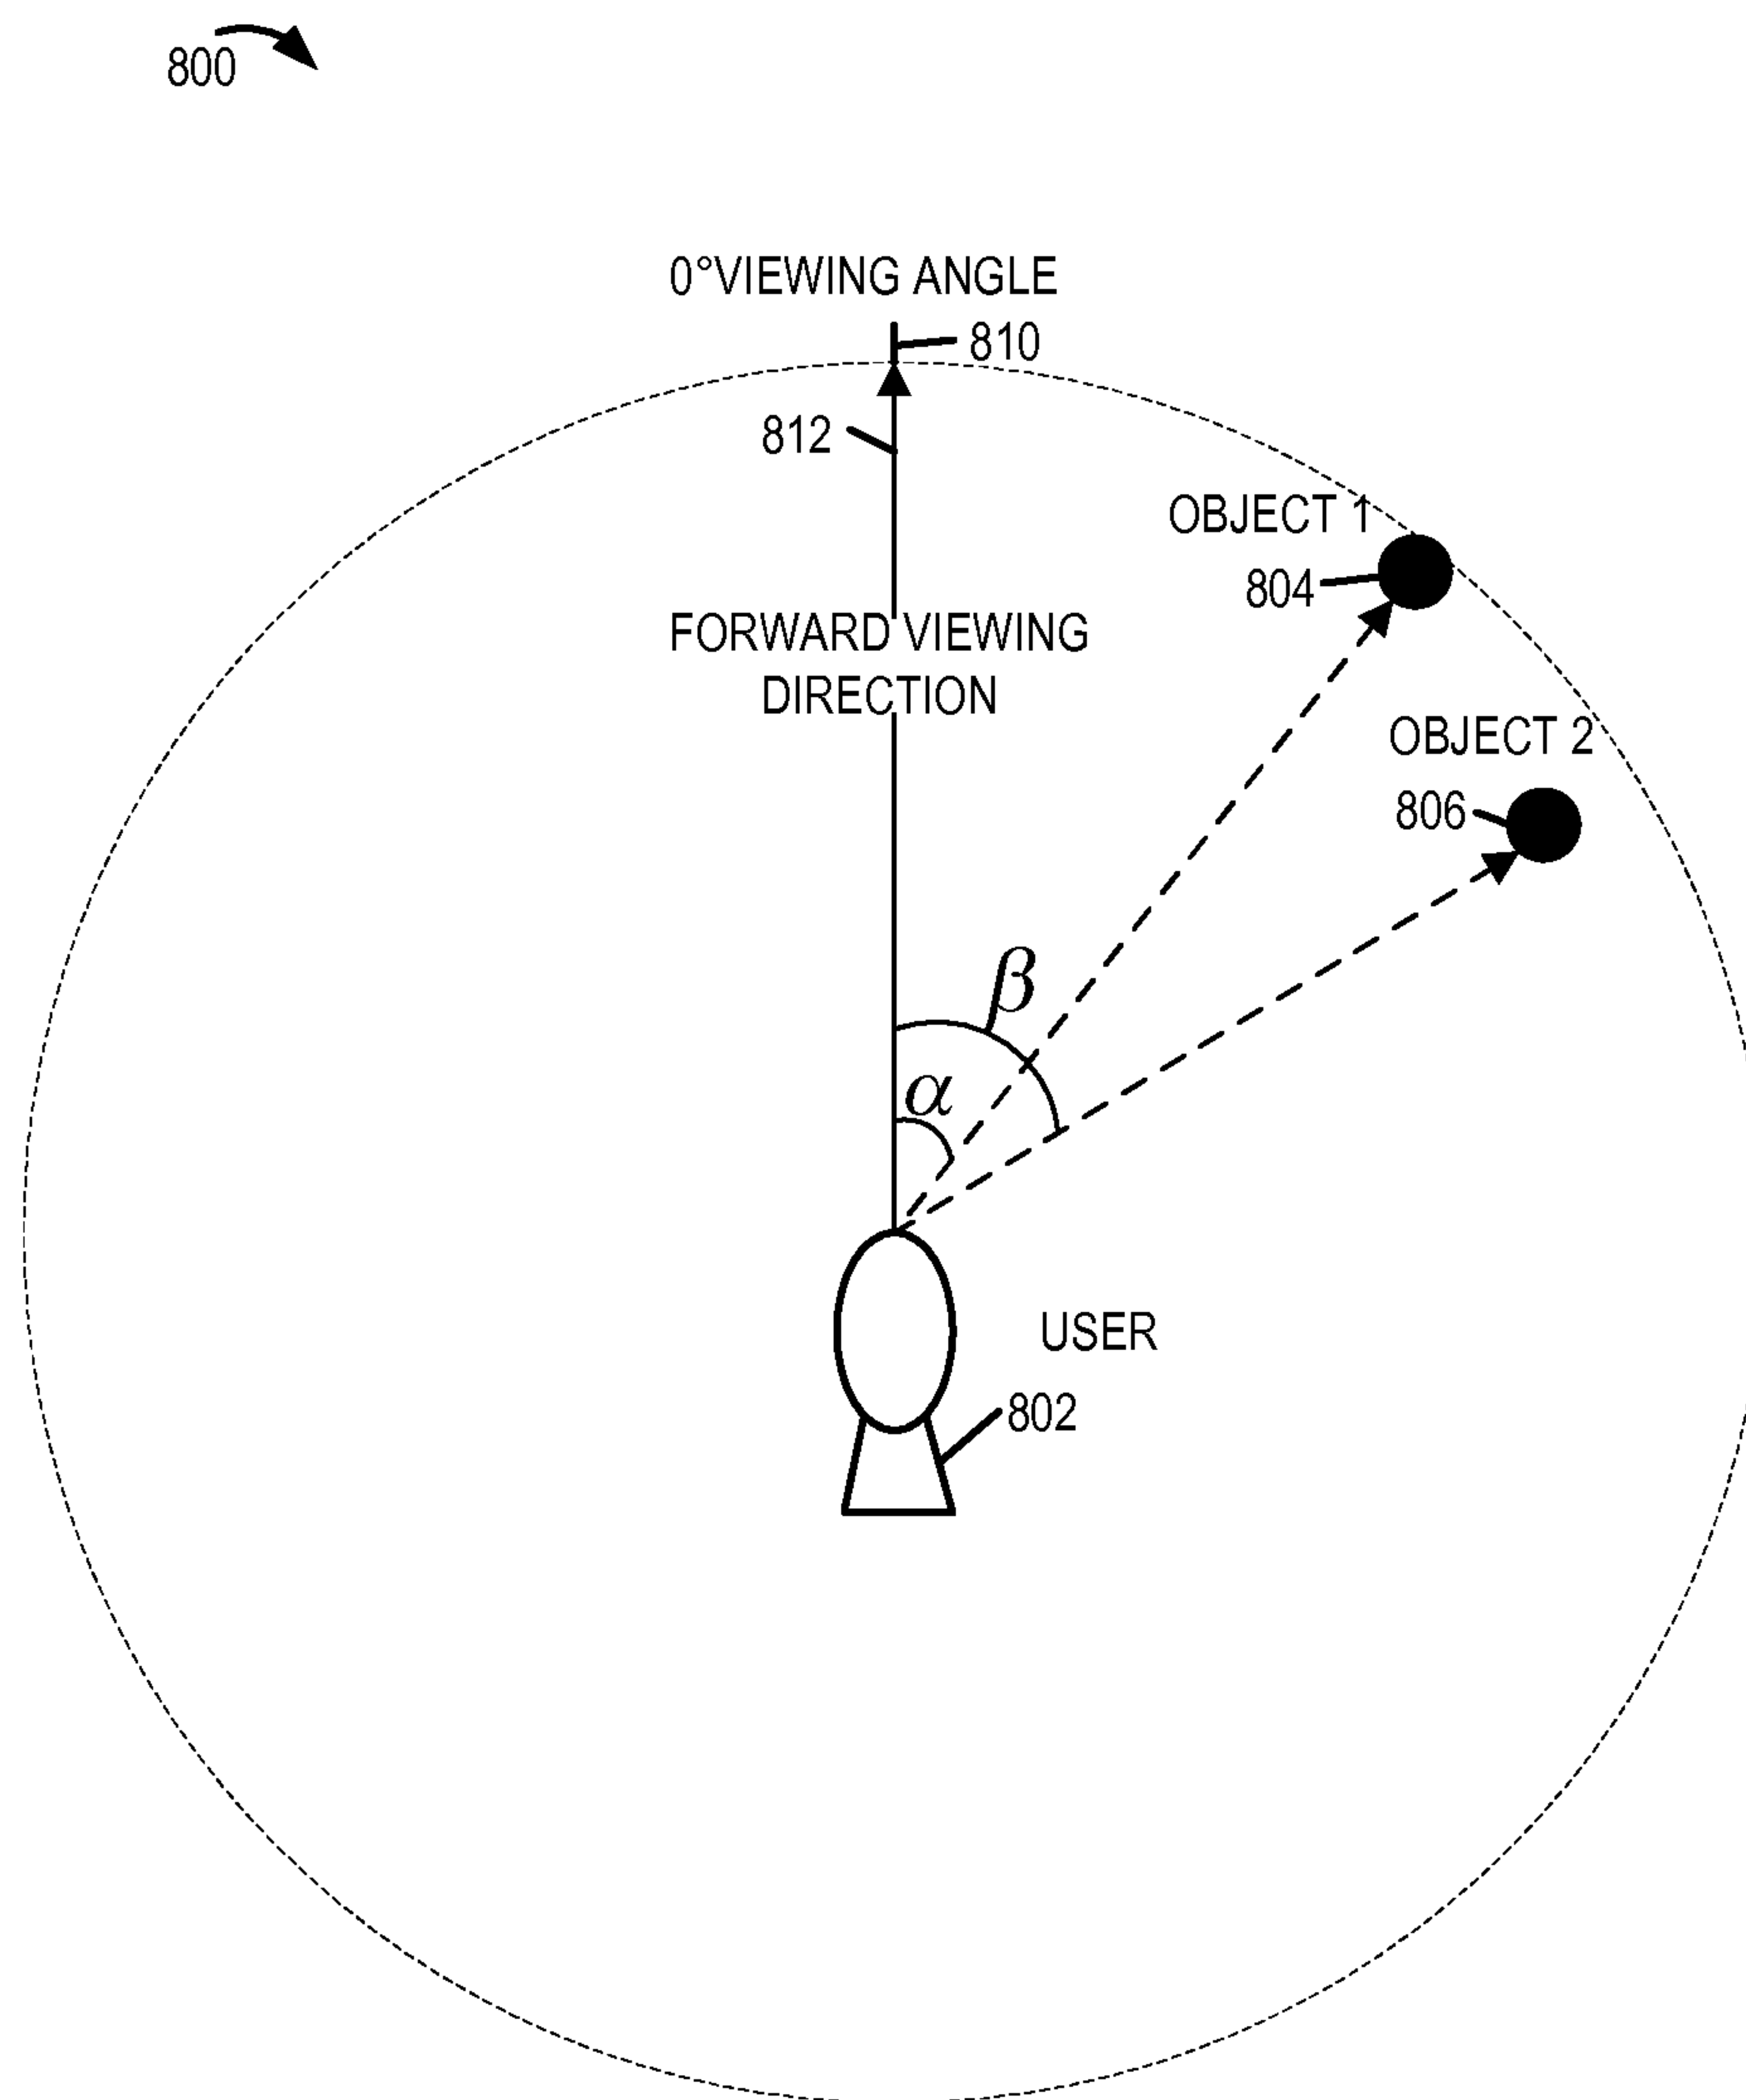 800
0°VIEWING ANGLE
810
812
OBJECT 1
804
FORWARD VIEWING
DIRECTION
OBJECT 2
806
β
α
USER
802